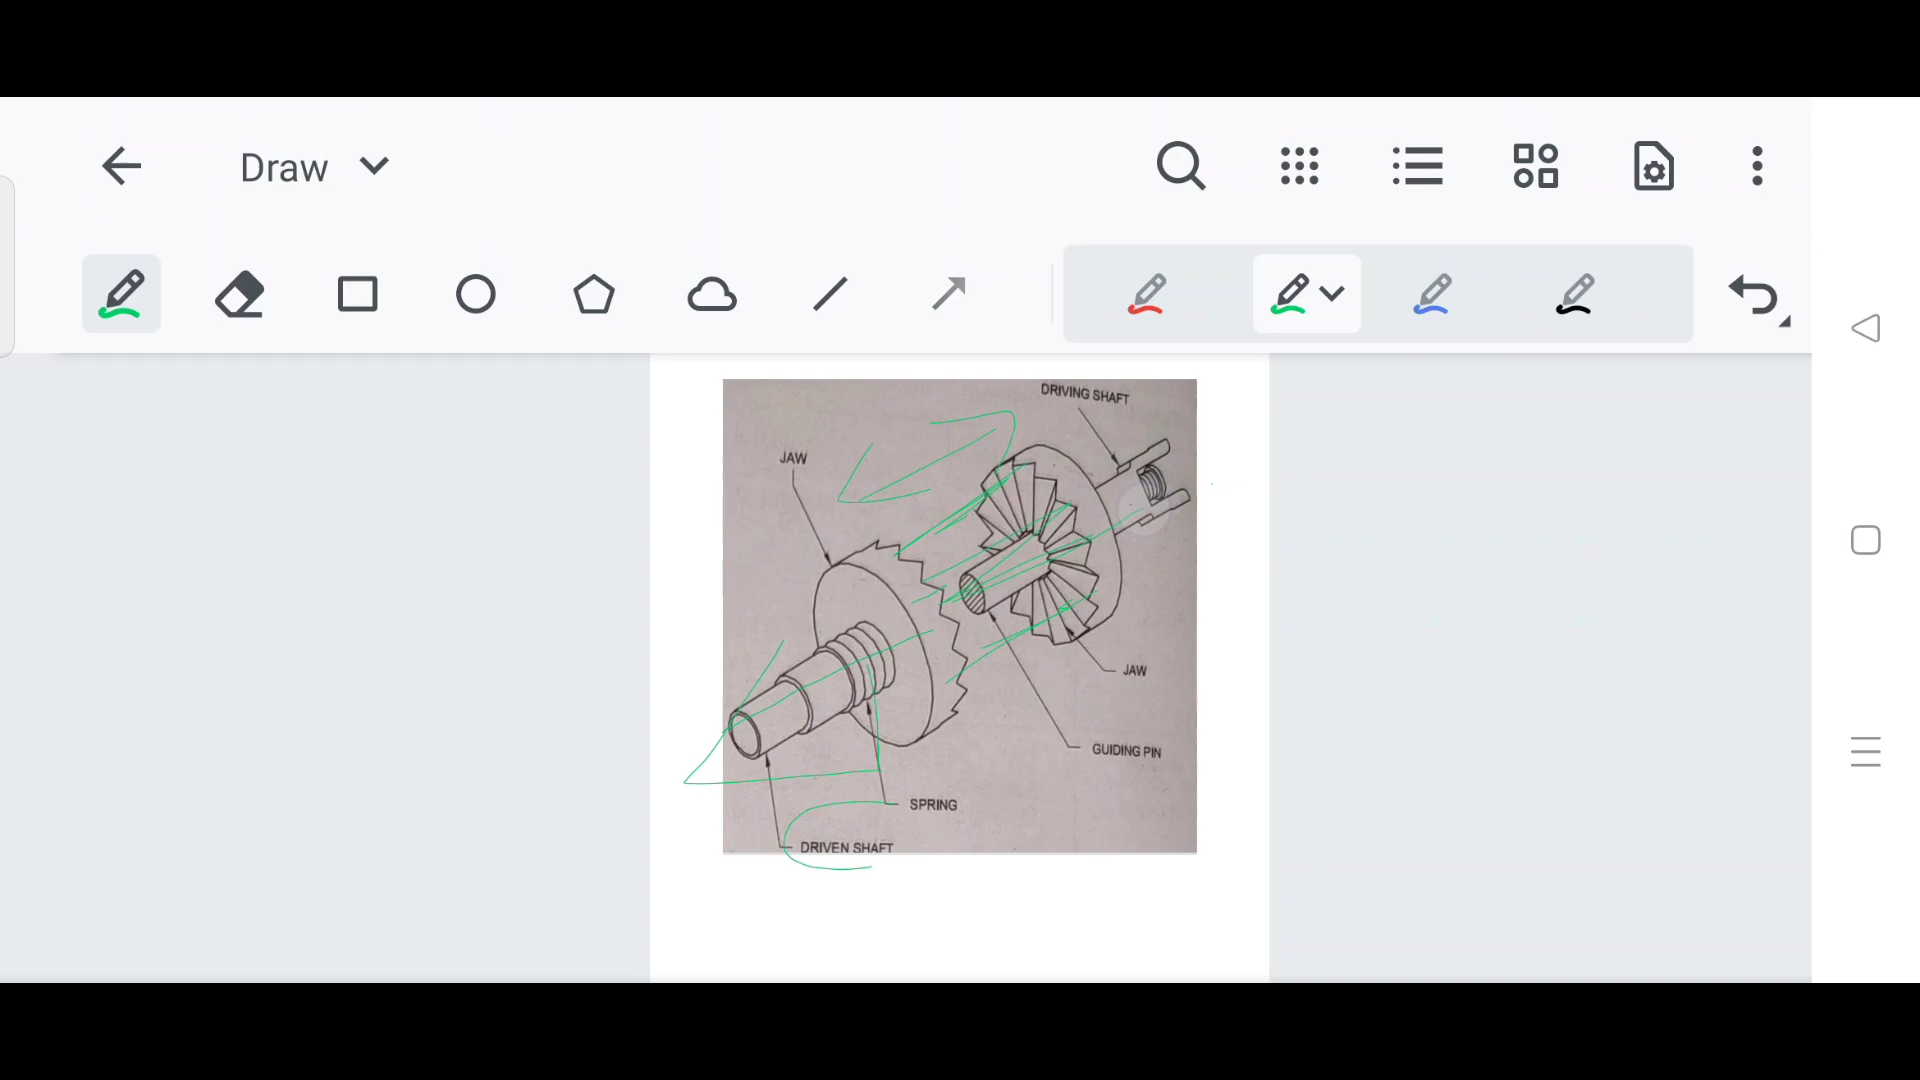 Draw
DRIVING SHAFT
JAW
JAW
GUIDING PIN
SPRING
DRIVEN SHAFT